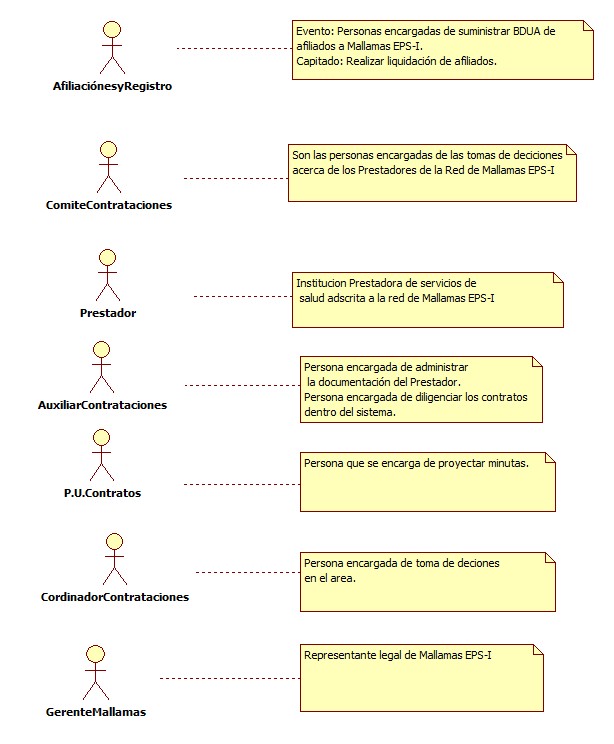 Evento: Personas encargadas de suministrar BDUA de
afiliados a Mallamas EPS-I.
Capitado: Realizar liquidación de afiliados.
AfiliaciónesyRegistro
Son las personas encargadas de las tomas de deciciones
acerca de los Prestadores de la Red de Mallamas EPS-I
ComiteContrataciones
Institucion Prestadora de servicios de
salud adscrita a la red de Mallamas EPS-I
Prestador
Persona encargada de administrar
la documentación del Prestador.
Persona encargada de diligenciar los contratos
dentro del sistema.
AuxiliarContrataciones
Persona que se encarga de proyectar minutas.
P.U.Contratos
Persona encargada de toma de deciones
en el area.
CordinadorContrataciones
Representante legal de Mallamas EPS-I
GerenteMallamas